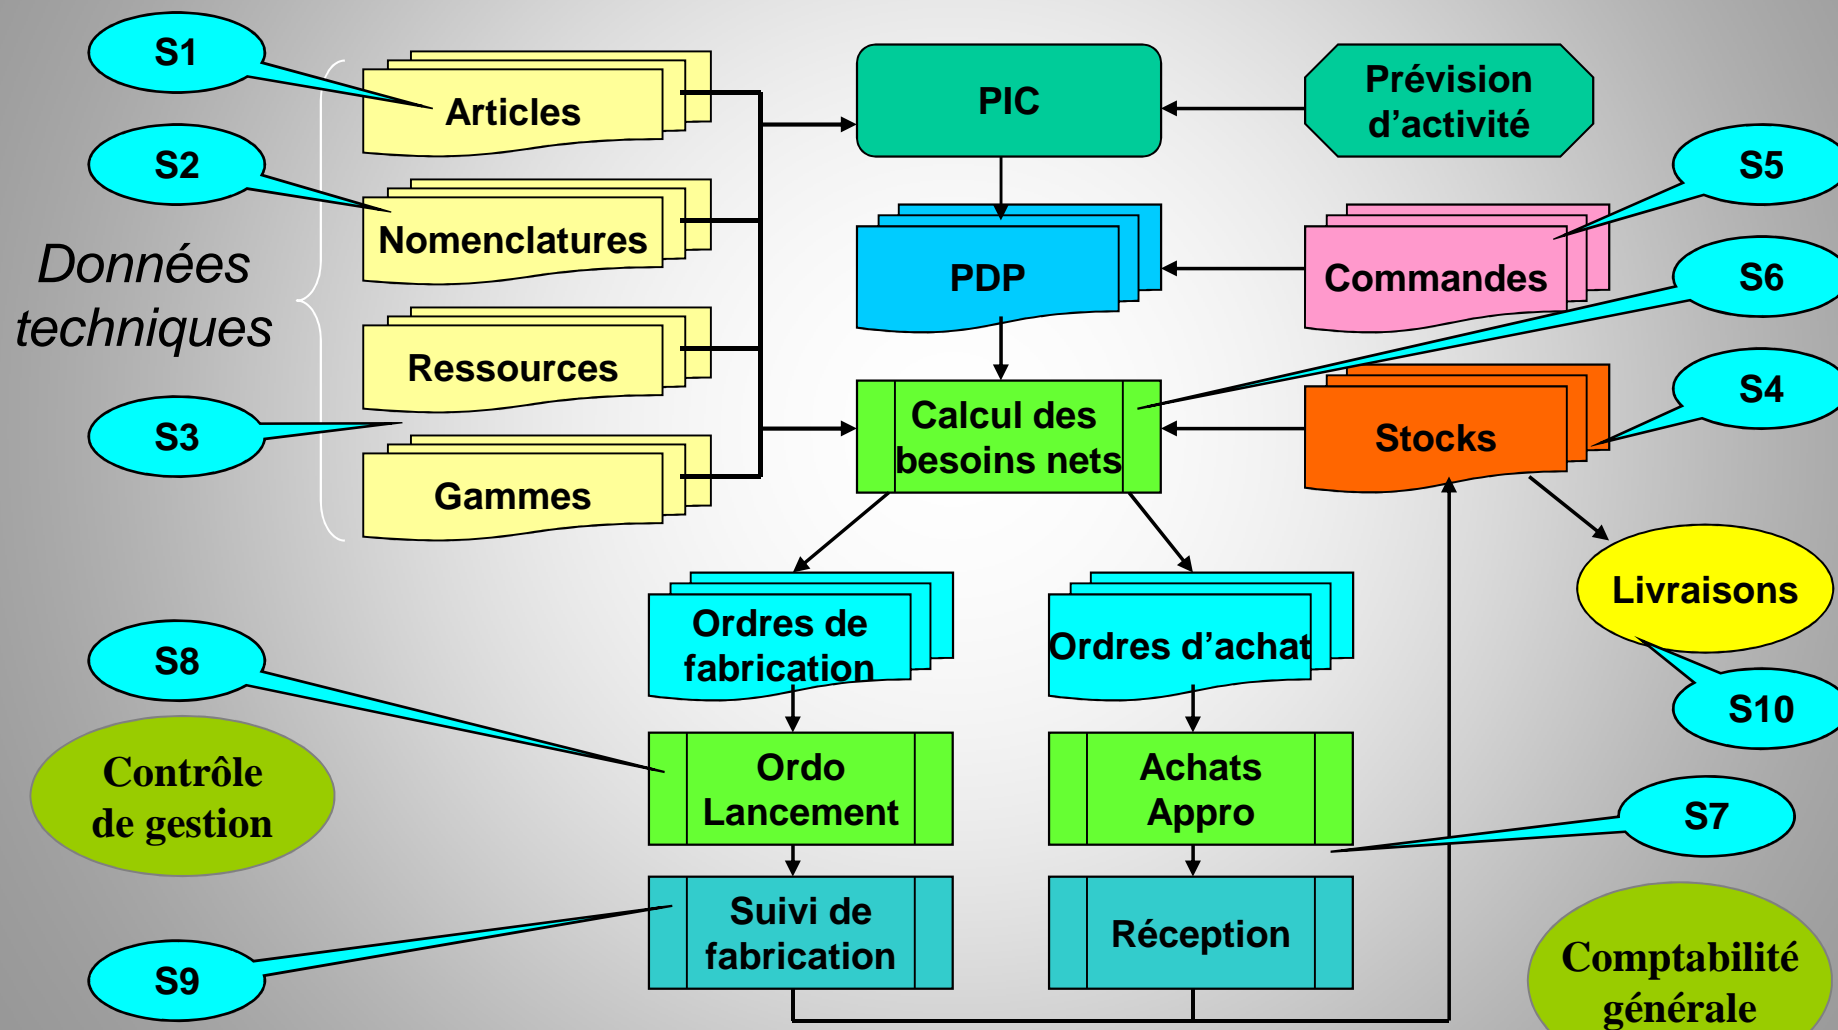 S1
Articles
PIC
Prévision
d’activité
S2
S5
Nomenclatures
Données
techniques
PDP
Commandes
S6
Ressources
S3
Calcul des
besoins nets
Stocks
S4
Gammes
Livraisons
Ordres de
fabrication
Ordres d’achat
S8
S10
Contrôle
de gestion
Ordo
Lancement
Achats
Appro
S7
Suivi de
fabrication
Réception
S9
Comptabilité
générale